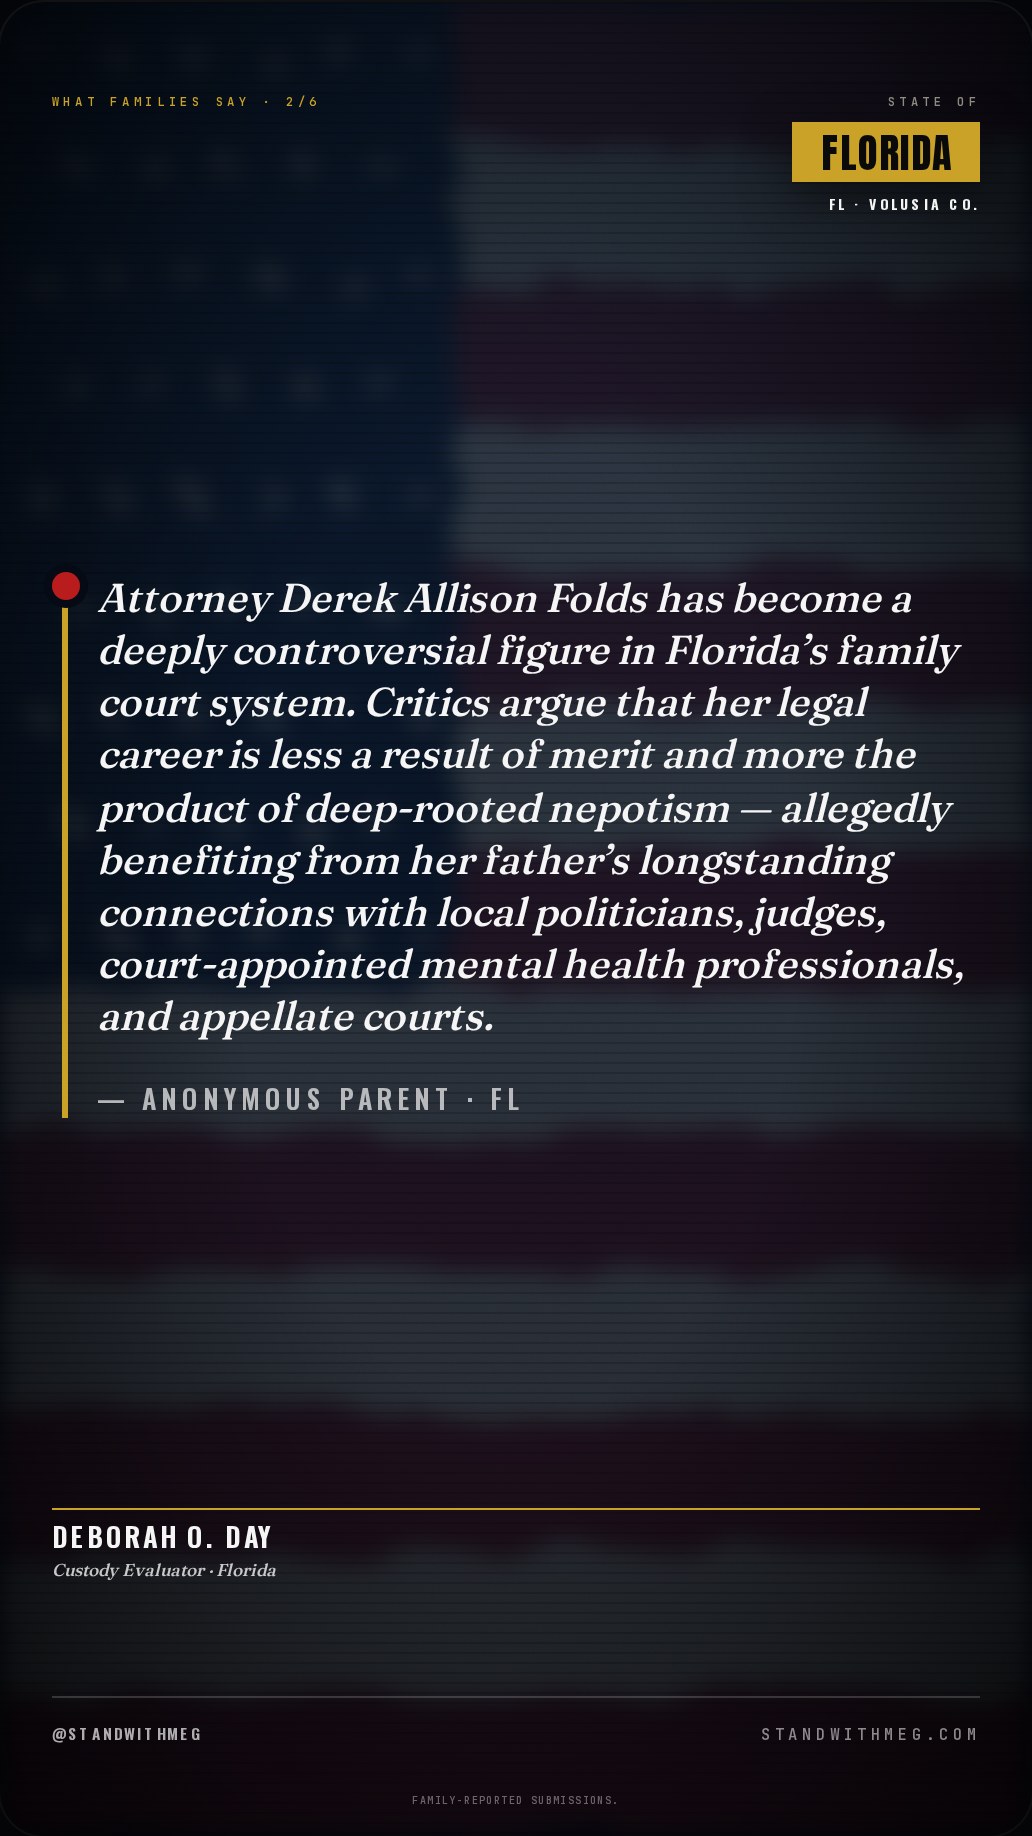 WHAT FAMILIES SAY · 2/6
STATE OF
FLORIDA
FL · VOLUSIA CO.
Attorney Derek Allison Folds has become a
deeply controversial figure in Florida’s family
court system. Critics argue that her legal
career is less a result of merit and more the
product of deep-rooted nepotism — allegedly
benefiting from her father’s longstanding
connections with local politicians, judges,
court-appointed mental health professionals,
and appellate courts.
— ANONYMOUS PARENT · FL
DEBORAH O. DAY
Custody Evaluator · Florida
@STANDWITHMEG
STANDWITHMEG.COM
FAMILY-REPORTED SUBMISSIONS.